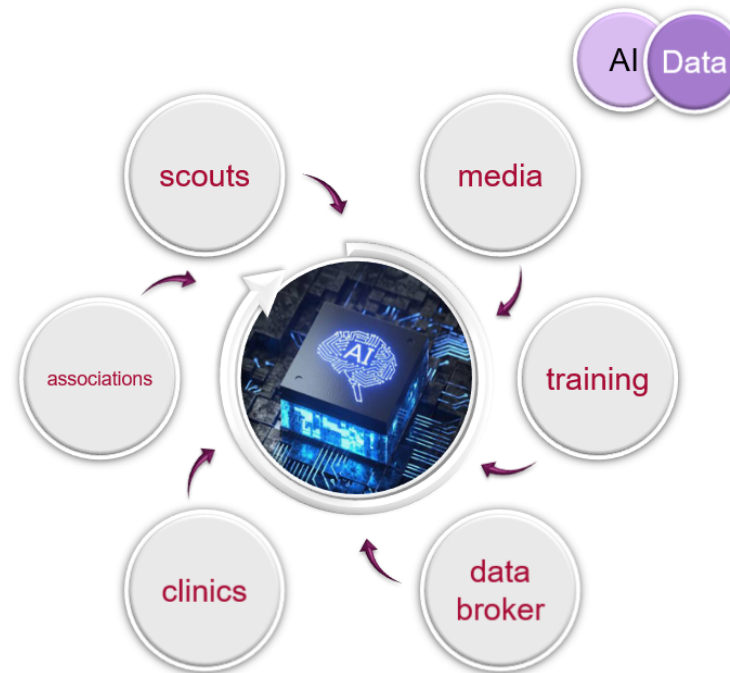 AI
Data
scouts
media
associations
AI
training
clinics
data
broker